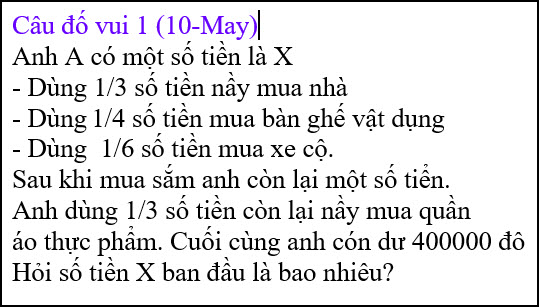 Câu đố vui 1 (10-May)
Anh A có một số tiền là X
- Dùng 1/3 số tiền nầy mua nhà
- Dùng 1/4 số tiền mua bàn ghế vật dụng
- Dùng  1/6 số tiền mua xe cộ.
Sau khi mua sắm anh còn lại một số tiển.
Anh dùng 1/3 số tiền còn lại nầy mua quần
áo thực phẩm. Cuối cùng anh cón dư 400000 đô
Hỏi số tiền X ban đầu là bao nhiêu?